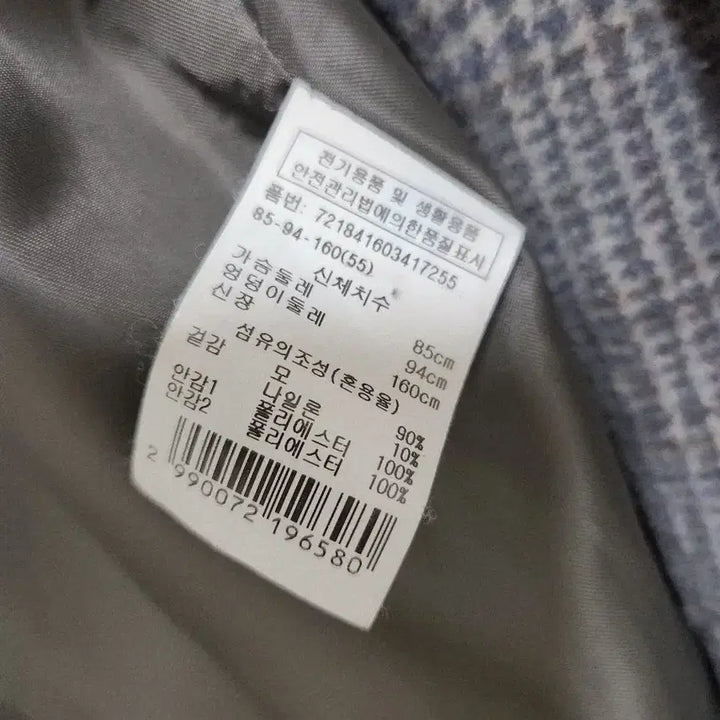 전기용품 및 생활용품
안전관리법에의한품질표시
품번: 721841603417255
85-94-160(55)
신체치수
가슴둘레 85cm
엉덩이둘레 94cm
신장 160cm
섬유의조성(혼용율)
겉감 모 90%
나일론 10%
안감1 폴리에스터 100%
안감2 폴리에스터 100%
2 990072 196580